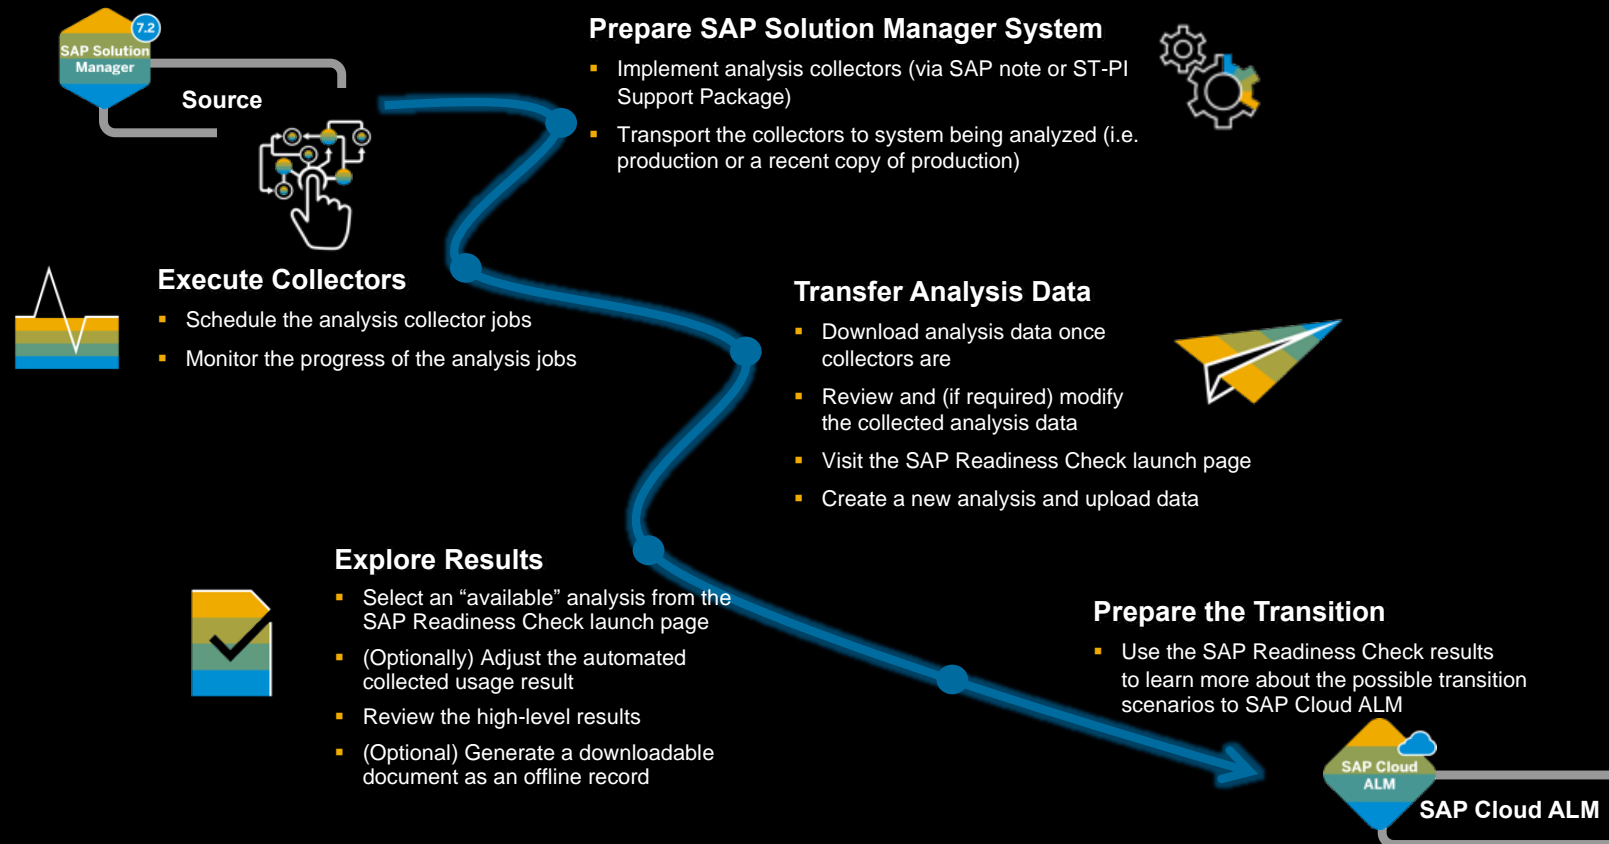 7.2
SAP Solution
Manager
Source
Prepare SAP Solution Manager System
▪ Implement analysis collectors (via SAP note or ST-PI
Support Package)
▪ Transport the collectors to system being analyzed (i.e.
production or a recent copy of production)
Execute Collectors
▪ Schedule the analysis collector jobs
▪ Monitor the progress of the analysis jobs
Transfer Analysis Data
▪ Download analysis data once
collectors are
▪ Review and (if required) modify
the collected analysis data
▪ Visit the SAP Readiness Check launch page
▪ Create a new analysis and upload data
Explore Results
▪ Select an “available” analysis from the
SAP Readiness Check launch page
▪ (Optionally) Adjust the automated
collected usage result
▪ Review the high-level results
▪ (Optional) Generate a downloadable
document as an offline record
Prepare the Transition
▪ Use the SAP Readiness Check results
to learn more about the possible transition
scenarios to SAP Cloud ALM
SAP Cloud
ALM
SAP Cloud ALM